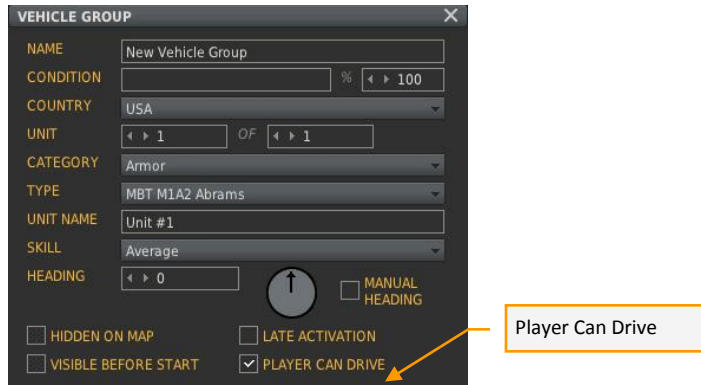 VEHICLE GROUP
NAME New Vehicle Group
CONDITION % 100
COUNTRY USA
UNIT 1 OF 1
CATEGORY Armor
TYPE MBT M1A2 Abrams
UNIT NAME Unit #1
SKILL Average
HEADING 0 MANUAL
HEADING
HIDDEN ON MAP LATE ACTIVATION
VISIBLE BEFORE START PLAYER CAN DRIVE
Player Can Drive